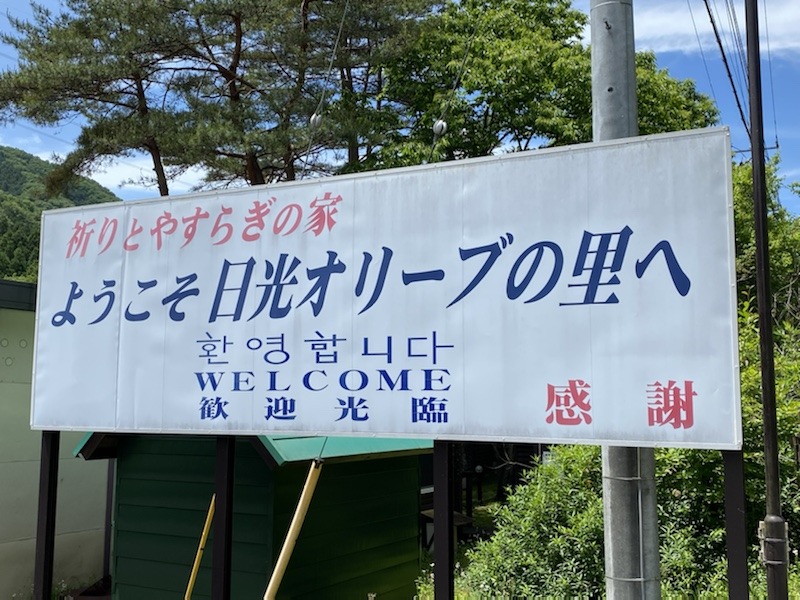 祈りとやすらぎの家
ようこそ日光オリーブの里へ
환영합니다
WELCOME
歓迎光臨
感謝